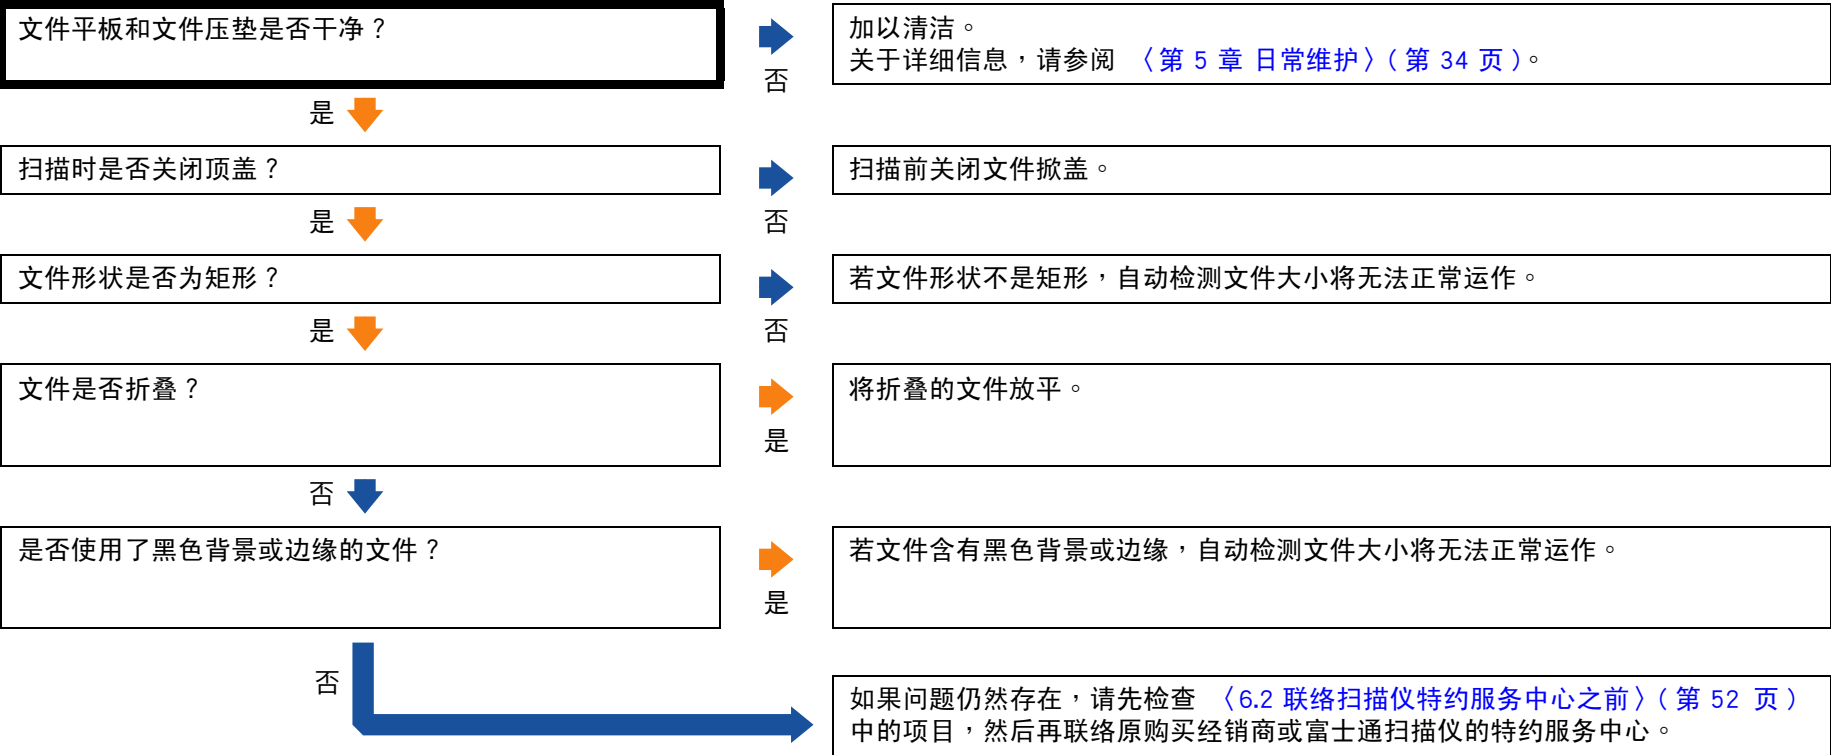 文件平板和文件压垫是否干净？
否
加以清洁。
关于详细信息，请参阅 〈第 5 章 日常维护〉( 第 34 页 )。
是
扫描时是否关闭顶盖？
否
扫描前关闭文件掀盖。
是
文件形状是否为矩形？
否
若文件形状不是矩形，自动检测文件大小将无法正常运作。
是
文件是否折叠？
是
将折叠的文件放平。
否
是否使用了黑色背景或边缘的文件？
是
若文件含有黑色背景或边缘，自动检测文件大小将无法正常运作。
否
如果问题仍然存在，请先检查 〈6.2 联络扫描仪特约服务中心之前〉( 第 52 页 )
中的项目，然后再联络原购买经销商或富士通扫描仪的特约服务中心。